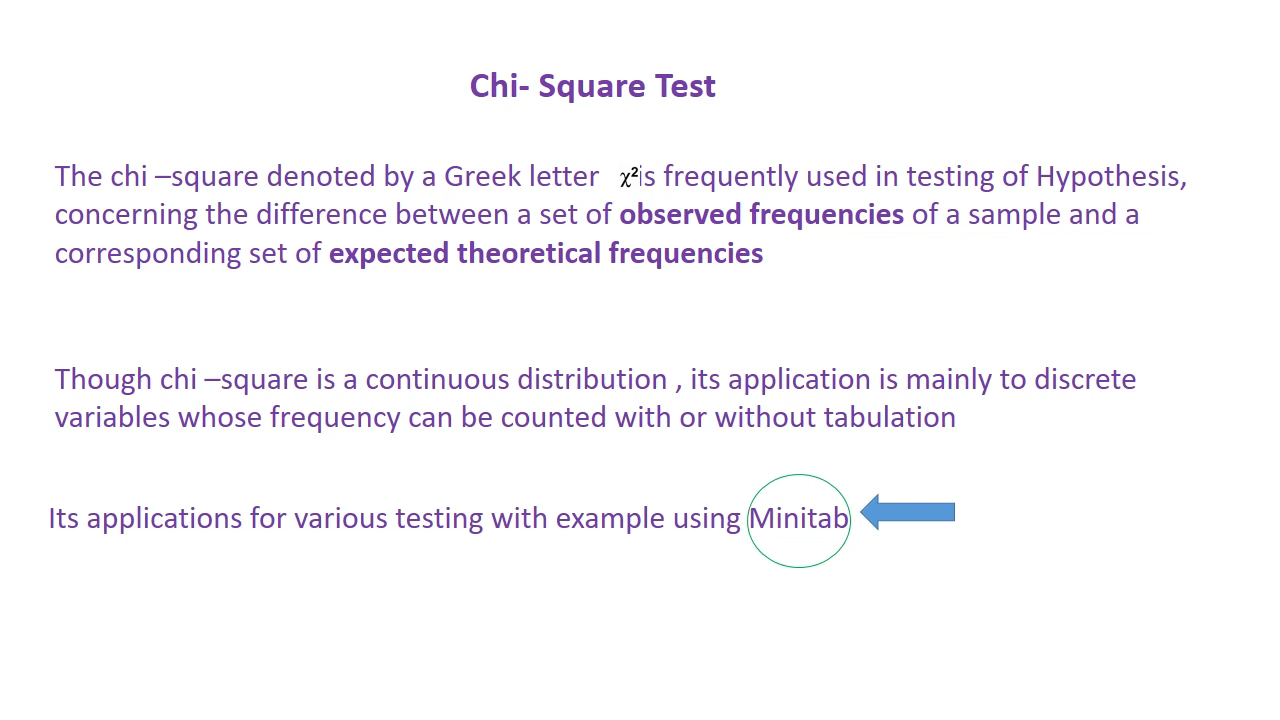 Chi- Square Test
The chi –square denoted by a Greek letter χ² is frequently used in testing of Hypothesis,
concerning the difference between a set of observed frequencies of a sample and a
corresponding set of expected theoretical frequencies
Though chi –square is a continuous distribution , its application is mainly to discrete
variables whose frequency can be counted with or without tabulation
Its applications for various testing with example using Minitab